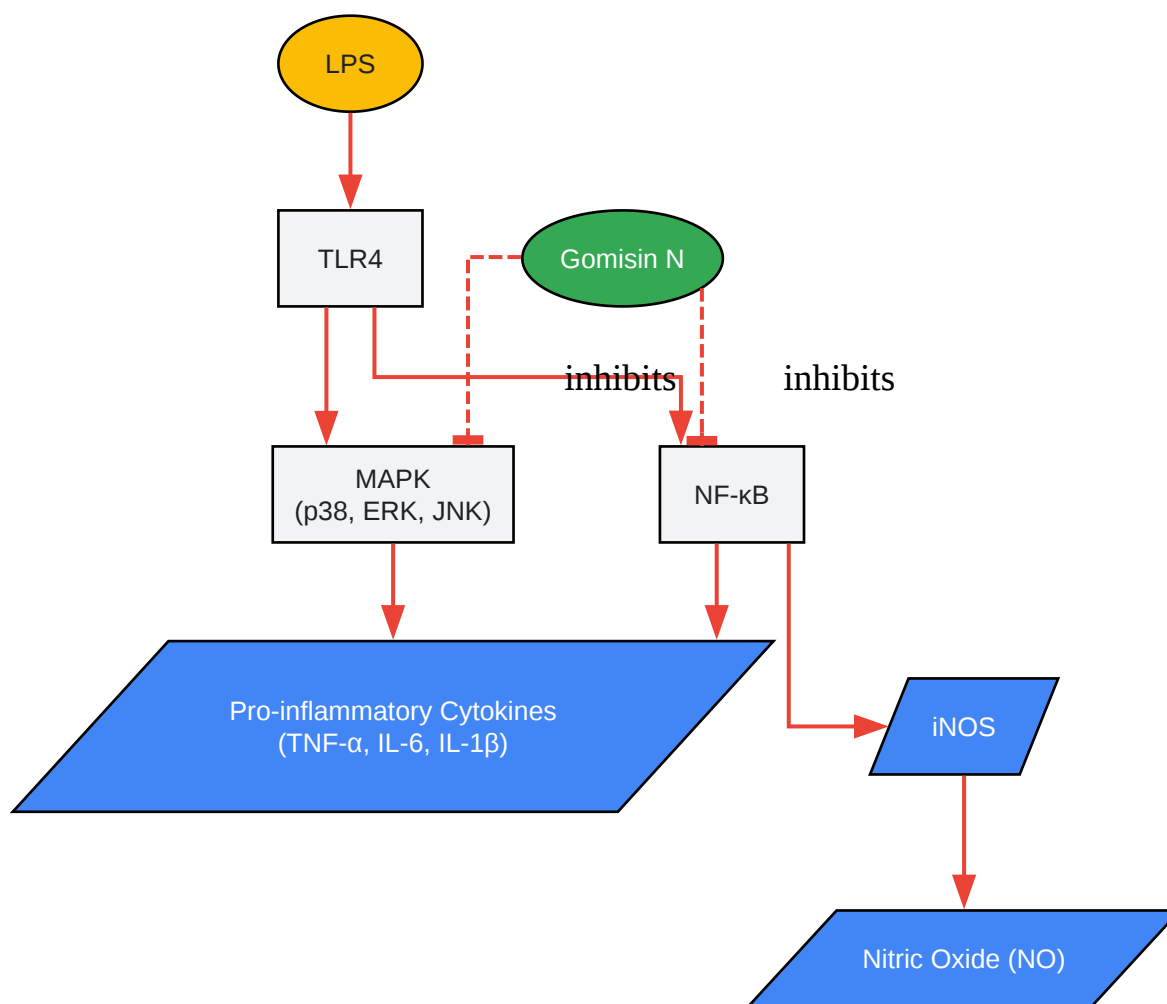 LPS
TLR4
Gomisin N
inhibits
inhibits
MAPK
(p38, ERK, JNK)
NF-κB
Pro-inflammatory Cytokines
(TNF-α, IL-6, IL-1β)
iNOS
Nitric Oxide (NO)